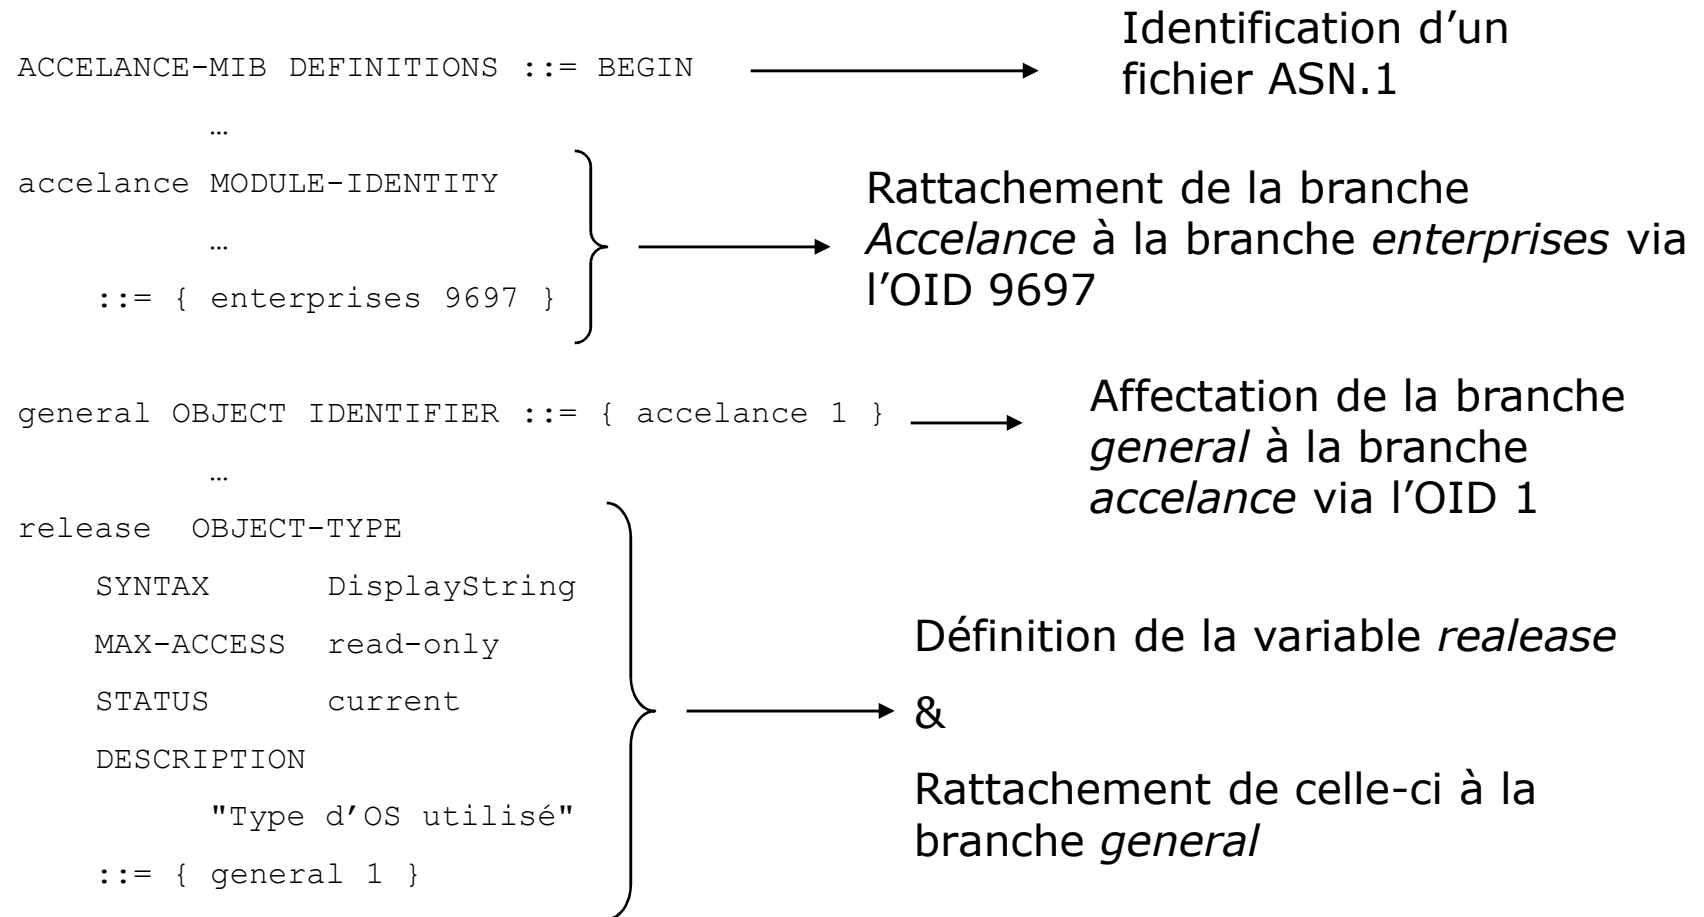 ACCELANCE-MIB DEFINITIONS ::= BEGIN
Identification d’un
fichier ASN.1
…
accelance MODULE-IDENTITY
…
::= { enterprises 9697 }
Rattachement de la branche
Accelance à la branche enterprises via
l’OID 9697
general OBJECT IDENTIFIER ::= { accelance 1 }
Affectation de la branche
general à la branche
accelance via l’OID 1
…
release OBJECT-TYPE
SYNTAX DisplayString
MAX-ACCESS read-only
STATUS current
DESCRIPTION
"Type d’OS utilisé"
::= { general 1 }
Définition de la variable realease
&
Rattachement de celle-ci à la
branche general